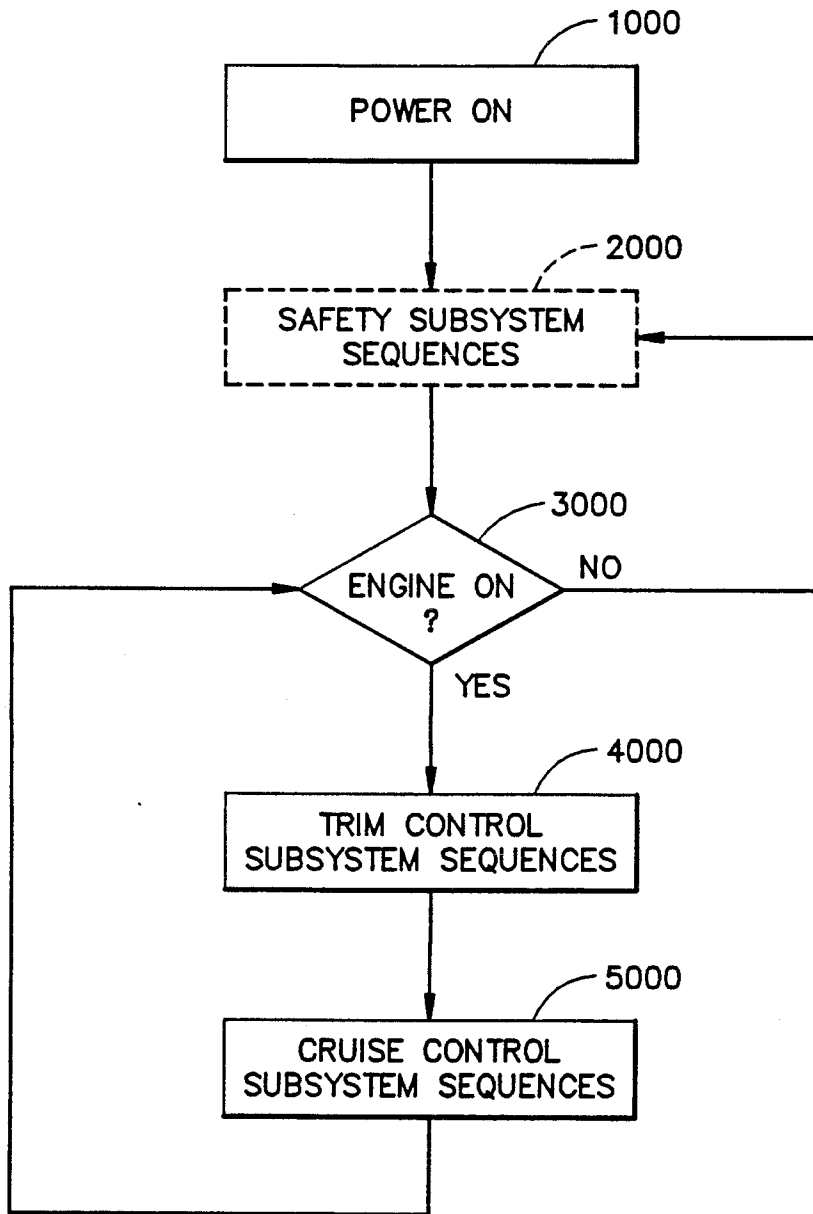 1000
POWER ON
2000
SAFETY SUBSYSTEM
SEQUENCES
3000
ENGINE ON
?
NO
YES
4000
TRIM CONTROL
SUBSYSTEM SEQUENCES
5000
CRUISE CONTROL
SUBSYSTEM SEQUENCES